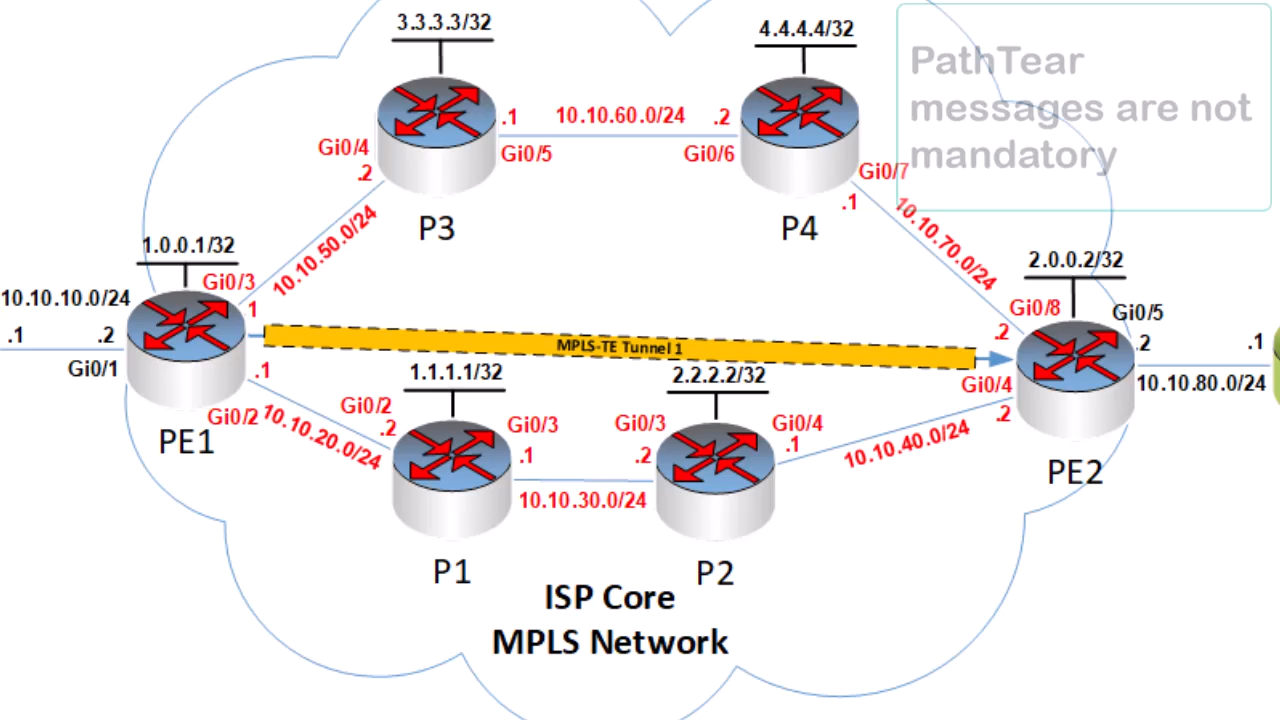 3.3.3.3/32
4.4.4.4/32
PathTear
messages are not
mandatory
.1
10.10.60.0/24
.2
Gi0/4
Gi0/5
Gi0/6
.2
Gi0/7
.1
P3
P4
10.10.50.0/24
10.10.70.0/24
1.0.0.1/32
2.0.0.2/32
Gi0/3
10.10.10.0/24
1
Gi0/8
Gi0/5
.1
.2
.2
.2
.1
Gi0/1
MPLS-TE Tunnel 1
.1
1.1.1.1/32
2.2.2.2/32
Gi0/4
10.10.80.0/24
Gi0/2
Gi0/2
10.10.20.0/24
.2
Gi0/3
Gi0/3
Gi0/4
.2
PE1
.1
.2
.1
10.10.40.0/24
PE2
10.10.30.0/24
P1
P2
ISP Core
MPLS Network